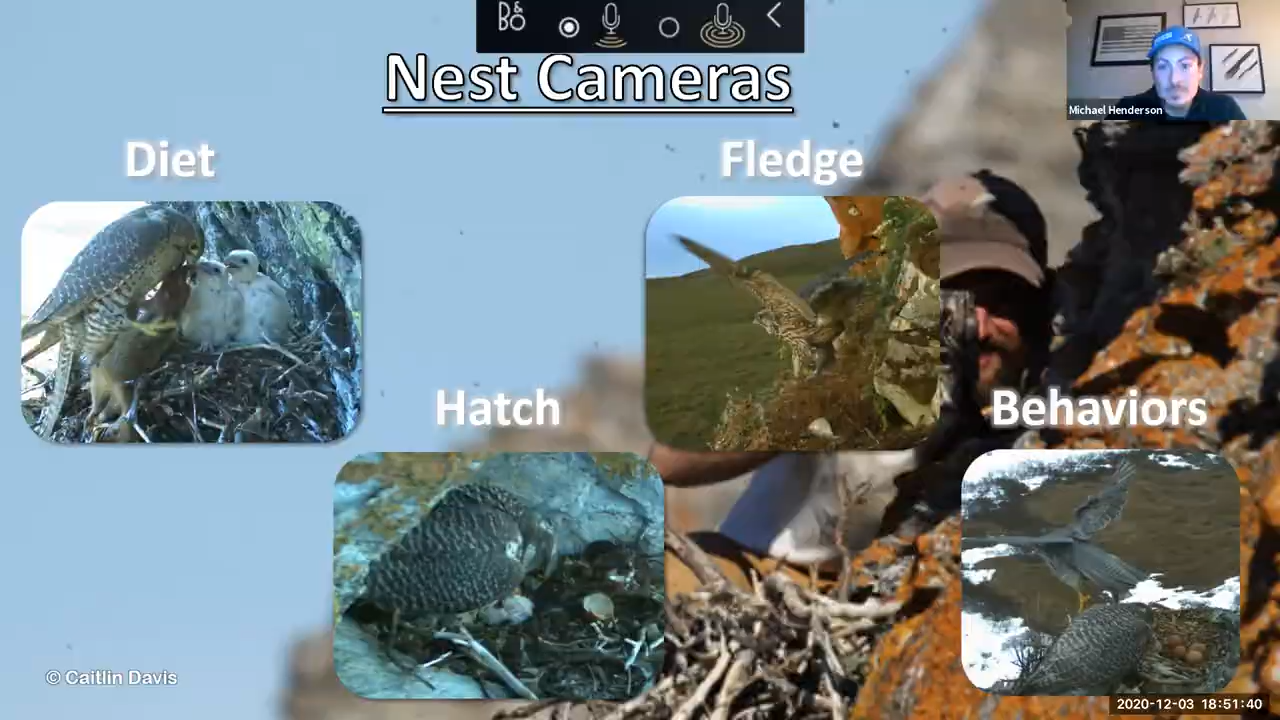 B&O
Nest Cameras
Michael Henderson
Diet
Fledge
Hatch
Behaviors
© Caitlin Davis
2020-12-03 18:51:40